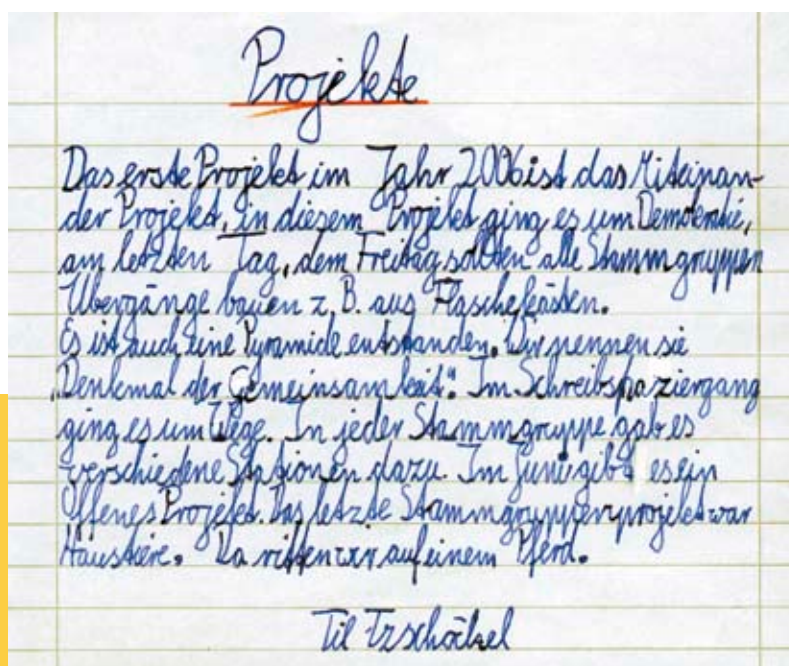 Projekte
Das erste Projekt im Jahr 2006 ist das Miteinan-
der Projekt, in diesem Projekt ging es um Demokratie,
am letzten Tag, dem Freitag sollten alle Stammgruppen
Übergänge bauen z. B. aus Flaschekästen.
Es ist auch eine Pyramide entstanden. Wir nennen sie
„Denkmal der Gemeinsamkeit“. Im Schreibspaziergang
ging es um Wege. In jeder Stammgruppe gab es
verschiedene Stationen dazu. Im Juni gibt es ein
Offenes Projekt. Das letzte Stammgruppenprojekt war
Haustiere. Da ritten wir auf einem Pferd.
Til